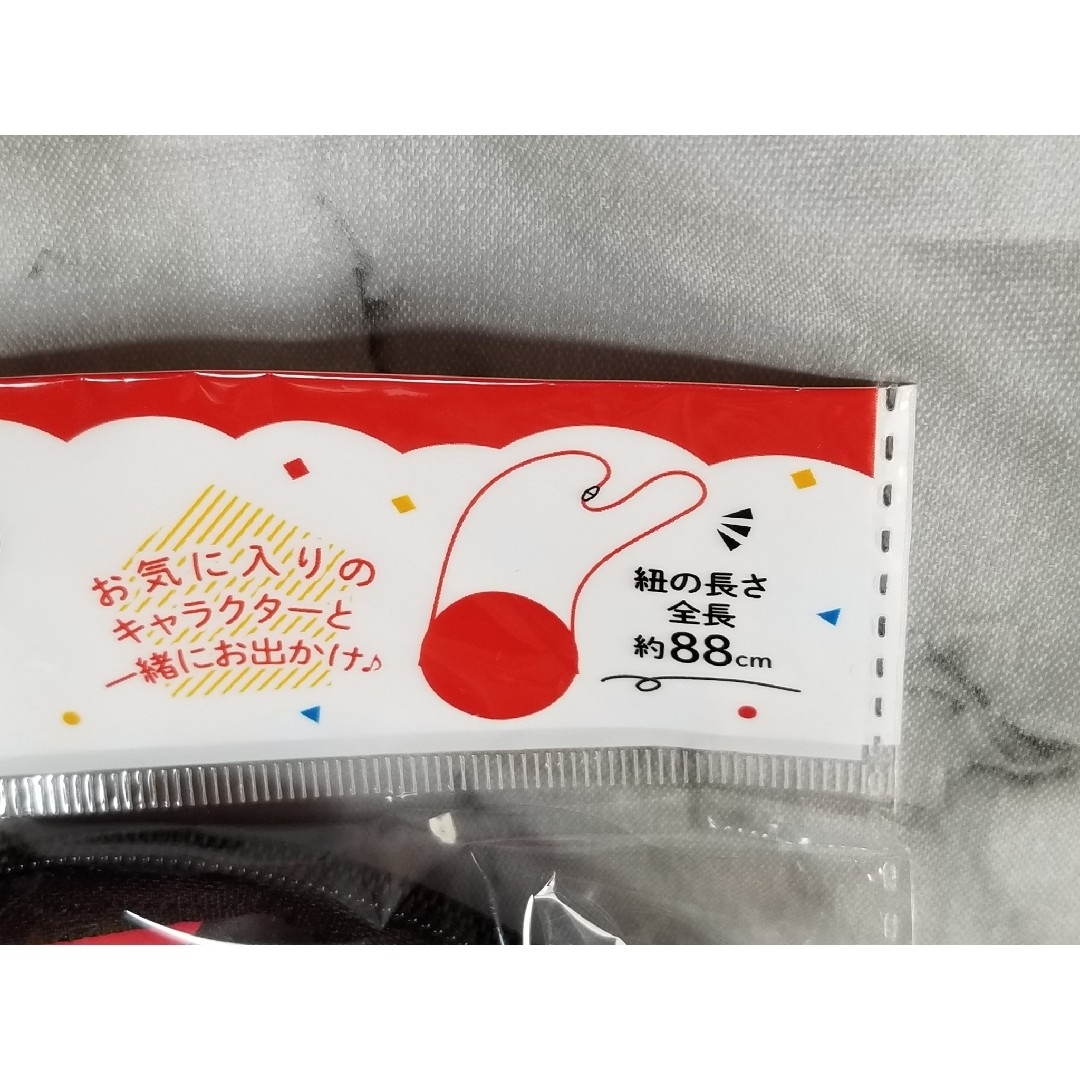 お気に入りの
キャラクターと
一緒にお出かけ♪
紐の長さ
全長
約88cm